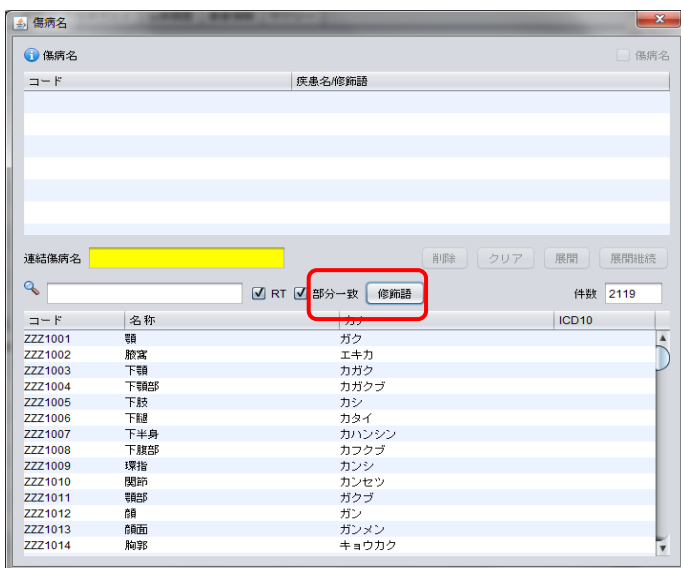 傷病名
傷病名 傷病名
コード 疾患名/修飾語
連結傷病名 削除 クリア 展開 展開継続
RT 部分一致 修飾語 件数 2119
コード 名称 カナ ICD10
ZZZ1001 顎 ガク
ZZZ1002 腋窩 エキカ
ZZZ1003 下顎 カガク
ZZZ1004 下顎部 カガクブ
ZZZ1005 下肢 カシ
ZZZ1006 下腿 カタイ
ZZZ1007 下半身 カハンシン
ZZZ1008 下腹部 カフクブ
ZZZ1009 環指 カンシ
ZZZ1010 関節 カンセツ
ZZZ1011 顎部 ガクブ
ZZZ1012 顔 ガン
ZZZ1013 顔面 ガンメン
ZZZ1014 胸郭 キョウカク